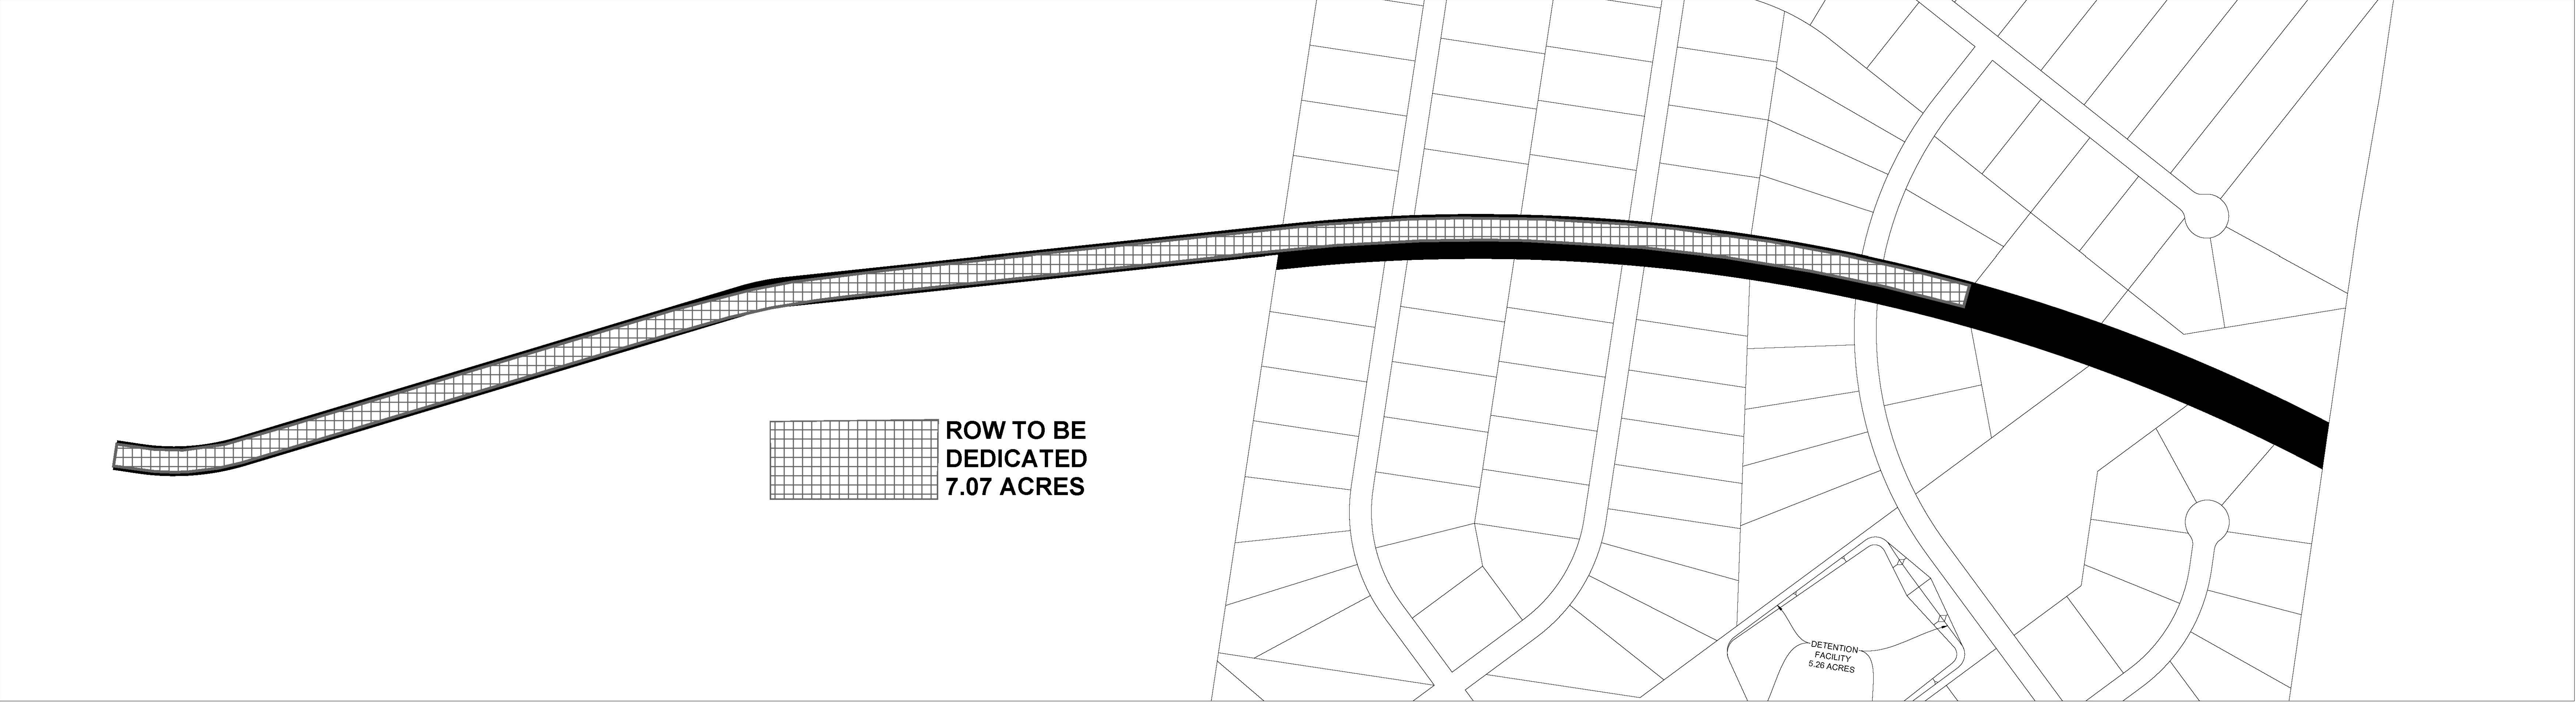 ROW TO BE
DEDICATED
7.07 ACRES
DETENTION
FACILITY
5.26 ACRES